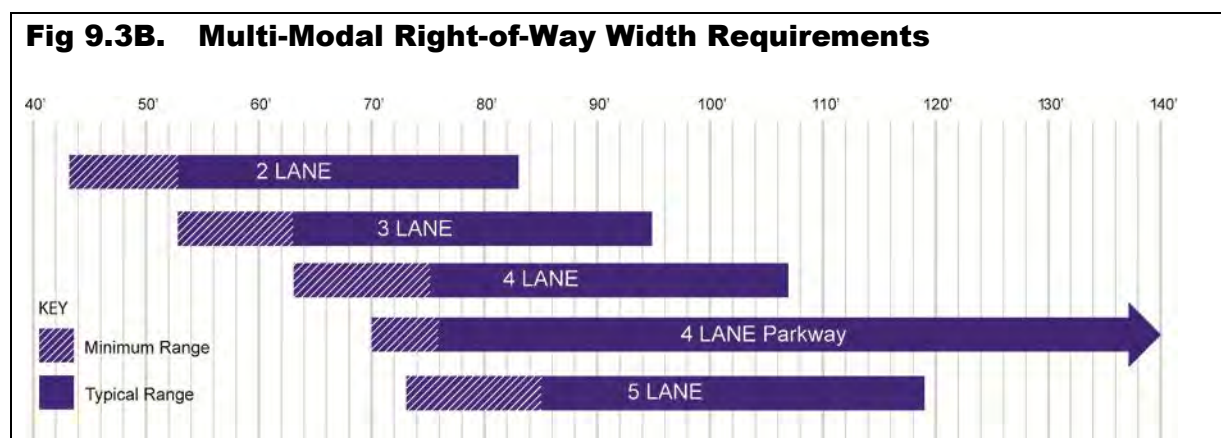 Fig 9.3B. Multi-Modal Right-of-Way Width Requirements
40' 50' 60' 70' 80' 90' 100' 110' 120' 130' 140'
2 LANE
3 LANE
4 LANE
KEY
4 LANE Parkway
Minimum Range
Typical Range
5 LANE